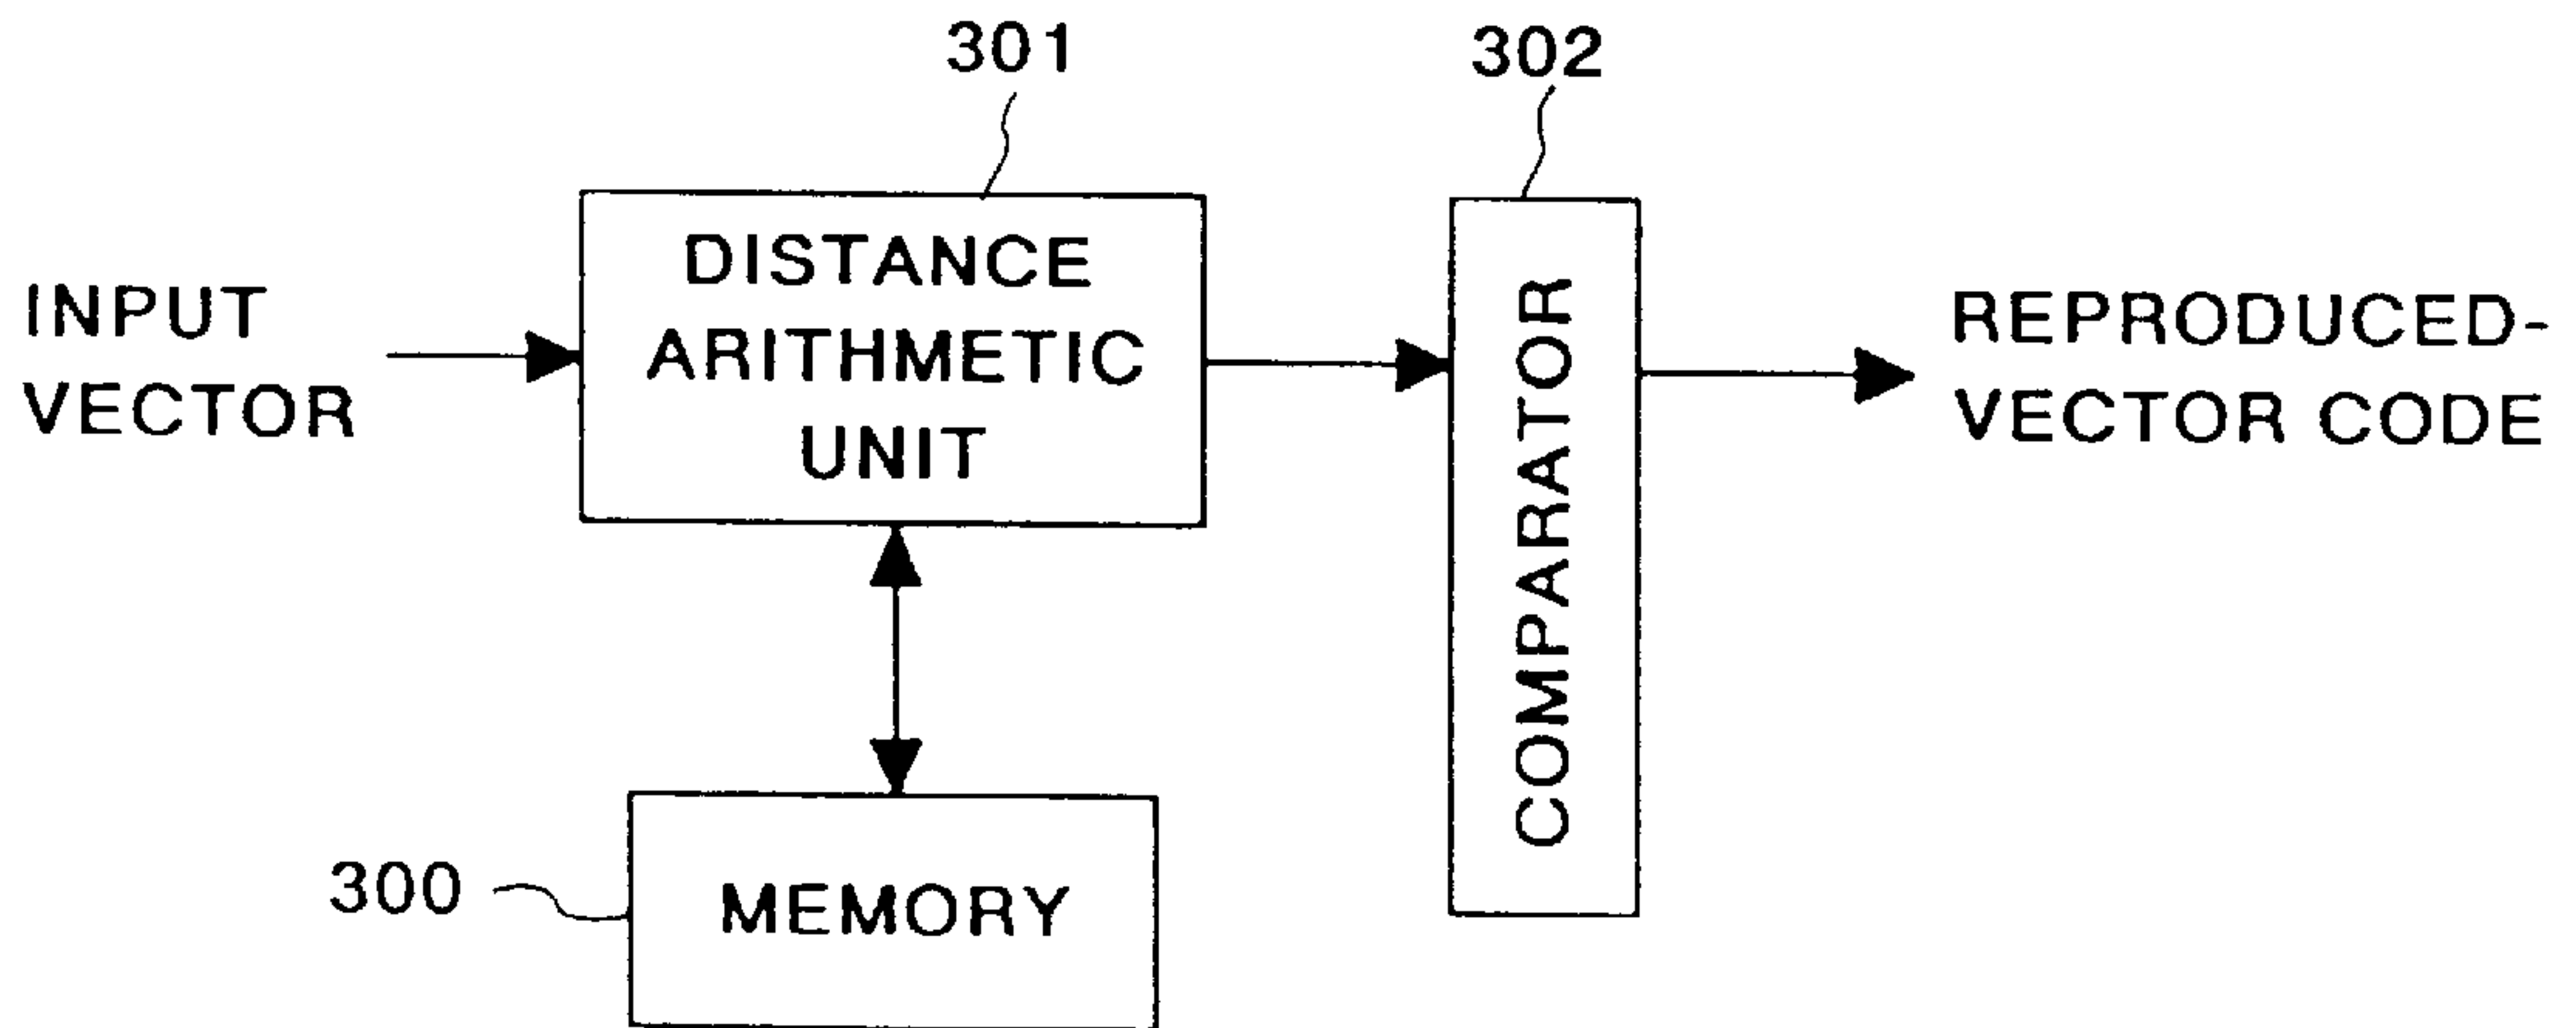 301
302
INPUT
VECTOR
DISTANCE
ARITHMETIC
UNIT
COMPARATOR
REPRODUCED-
VECTOR CODE
300
MEMORY